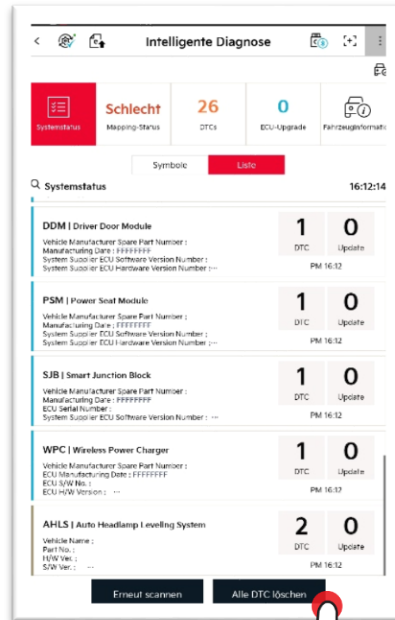 Intelligente Diagnose
Systemstatus
Schlecht
Mapping-Status
26
DTCs
0
ECU-Upgrade
Fahrzeuginformati
Symbole
Liste
Systemstatus 16:12:14
DDM | Driver Door Module
Vehicle Manufacturer Spare Part Number :
Manufacturing Date : FFFFFFFF
System Supplier ECU Software Version Number :
System Supplier ECU Hardware Version Number :···
1
DTC
0
Update
PM 16:12
PSM | Power Seat Module
Vehicle Manufacturer Spare Part Number :
Manufacturing Date : FFFFFFFF
System Supplier ECU Software Version Number :
System Supplier ECU Hardware Version Number :···
1
DTC
0
Update
PM 16:12
SJB | Smart Junction Block
Vehicle Manufacturer Spare Part Number :
Manufacturing Date : FFFFFFFF
ECU Serial Number :
System Supplier ECU Software Version Number : ···
1
DTC
0
Update
PM 16:12
WPC | Wireless Power Charger
Vehicle Manufacturer Spare Part Number :
ECU Manufacturing Date : FFFFFFFF
ECU S/W No. :
ECU H/W Version : ···
1
DTC
0
Update
PM 16:12
AHLS | Auto Headlamp Leveling System
Vehicle Name :
Part No. :
H/W Ver. :
S/W Ver. : ···
2
DTC
0
Update
PM 16:12
Erneut scannen
Alle DTC löschen